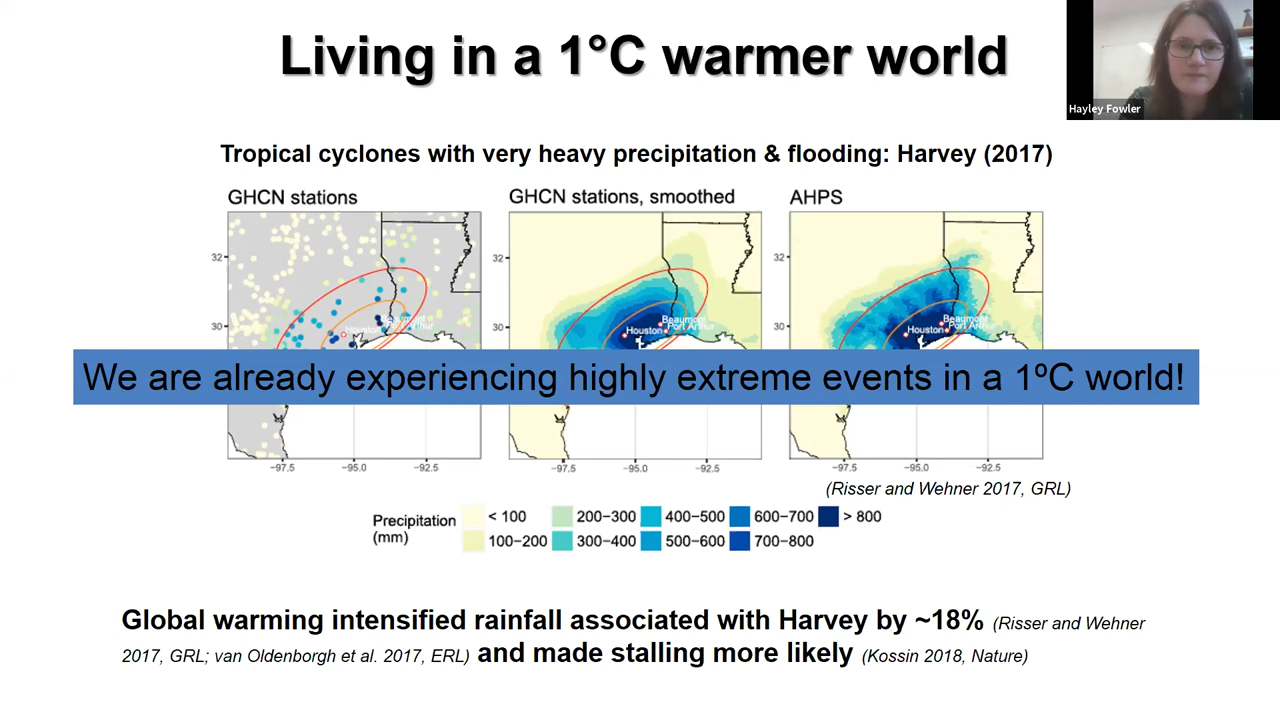 Living in a 1°C warmer world
Hayley Fowler
Tropical cyclones with very heavy precipitation & flooding: Harvey (2017)
GHCN stations
GHCN stations, smoothed
AHPS
32
32
32
30
30
30
Houston
Beaumont
Port Arthur
Houston
Beaumont
Port Arthur
Houston
Beaumont
Port Arthur
We are already experiencing highly extreme events in a 1ºC world!
−97.5 −95.0 −92.5
−97.5 −95.0 −92.5
−97.5 −95.0 −92.5
(Risser and Wehner 2017, GRL)
Precipitation
(mm)
< 100 200−300 400−500 600−700 > 800
100−200 300−400 500−600 700−800
Global warming intensified rainfall associated with Harvey by ~18% (Risser and Wehner
2017, GRL; van Oldenborgh et al. 2017, ERL) and made stalling more likely (Kossin 2018, Nature)